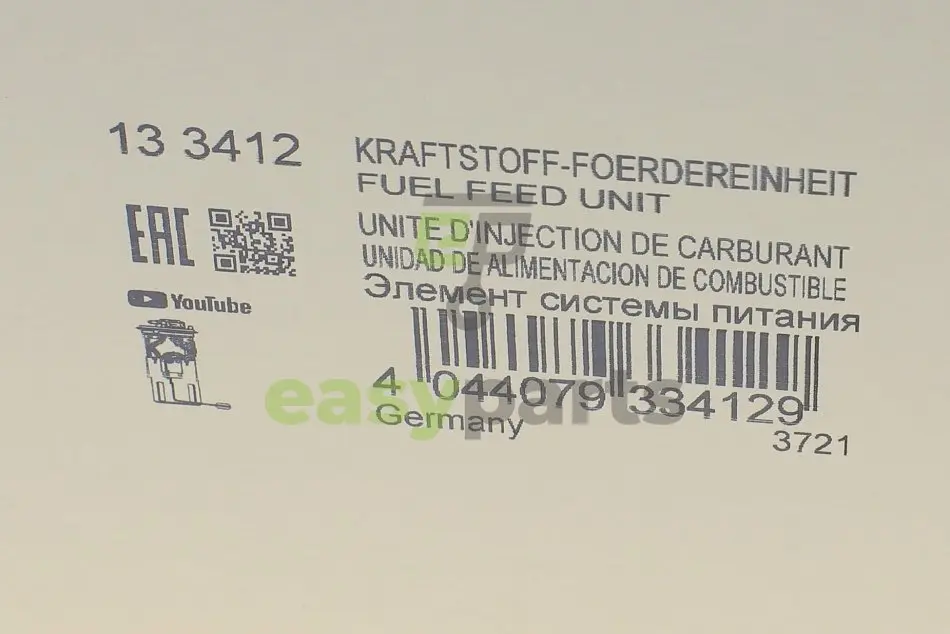 13 3412
KRAFTSTOFF-FOERDEREINHEIT
FUEL FEED UNIT
UNITE D'INJECTION DE CARBURANT
UNIDAD DE ALIMENTACION DE COMBUSTIBLE
Элемент системы питания
EAC
YouTube
4 044079 334129
Germany
3721
easyparts